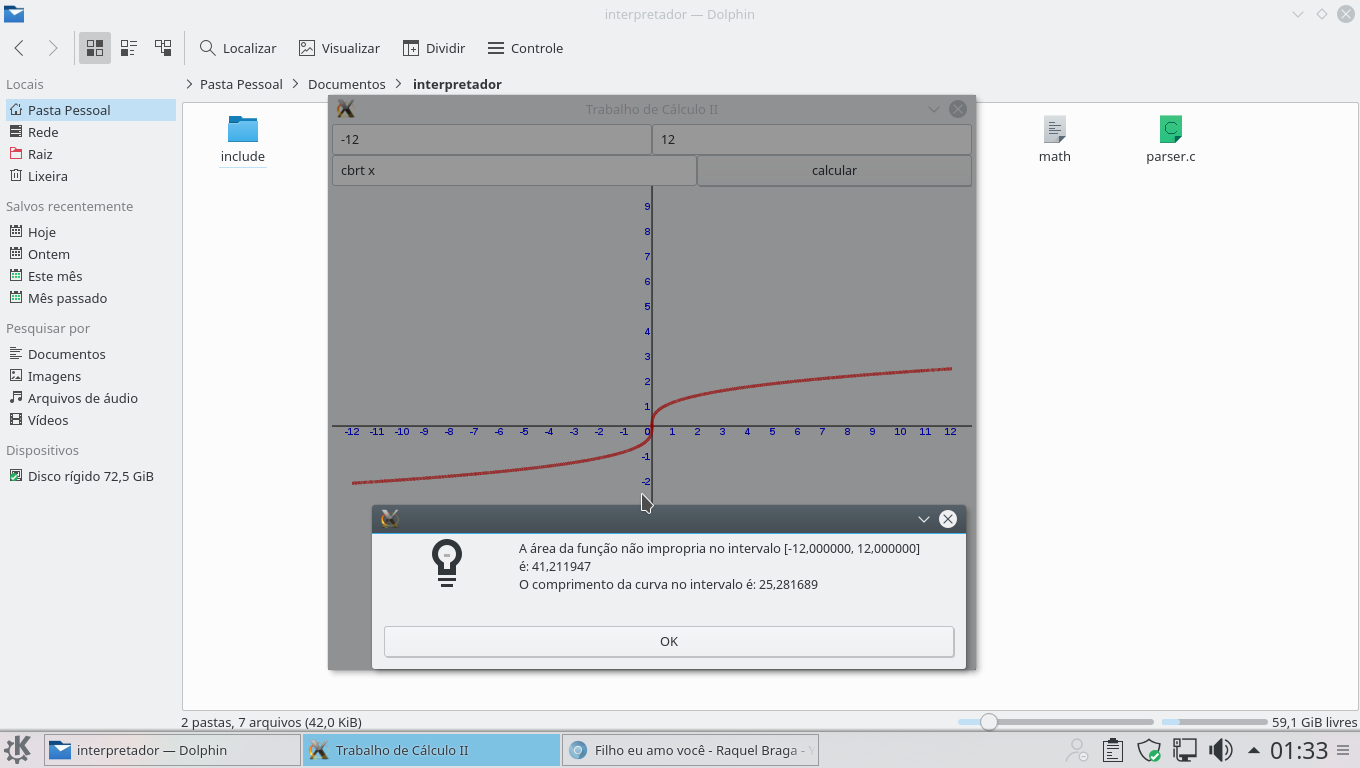 interpretador — Dolphin
Localizar Visualizar Dividir Controle
Locais
Pasta Pessoal
Rede
Raiz
Lixeira
Salvos recentemente
Hoje
Ontem
Este mês
Mês passado
Pesquisar por
Documentos
Imagens
Arquivos de áudio
Vídeos
Dispositivos
Disco rígido 72,5 GiB
Pasta Pessoal Documentos interpretador
include
math
parser.c
Trabalho de Cálculo II
-12 12
cbrt x calcular
9
8
7
6
5
4
3
2
1
-12 -11 -10 -9 -8 -7 -6 -5 -4 -3 -2 -1 0 1 2 3 4 5 6 7 8 9 10 11 12
-1
-2
A área da função não impropria no intervalo [-12,000000, 12,000000]
é: 41,211947
O comprimento da curva no intervalo é: 25,281689
OK
2 pastas, 7 arquivos (42,0 KiB) 59,1 GiB livres
interpretador — Dolphin Trabalho de Cálculo II Filho eu amo você - Raquel Braga - 01:33